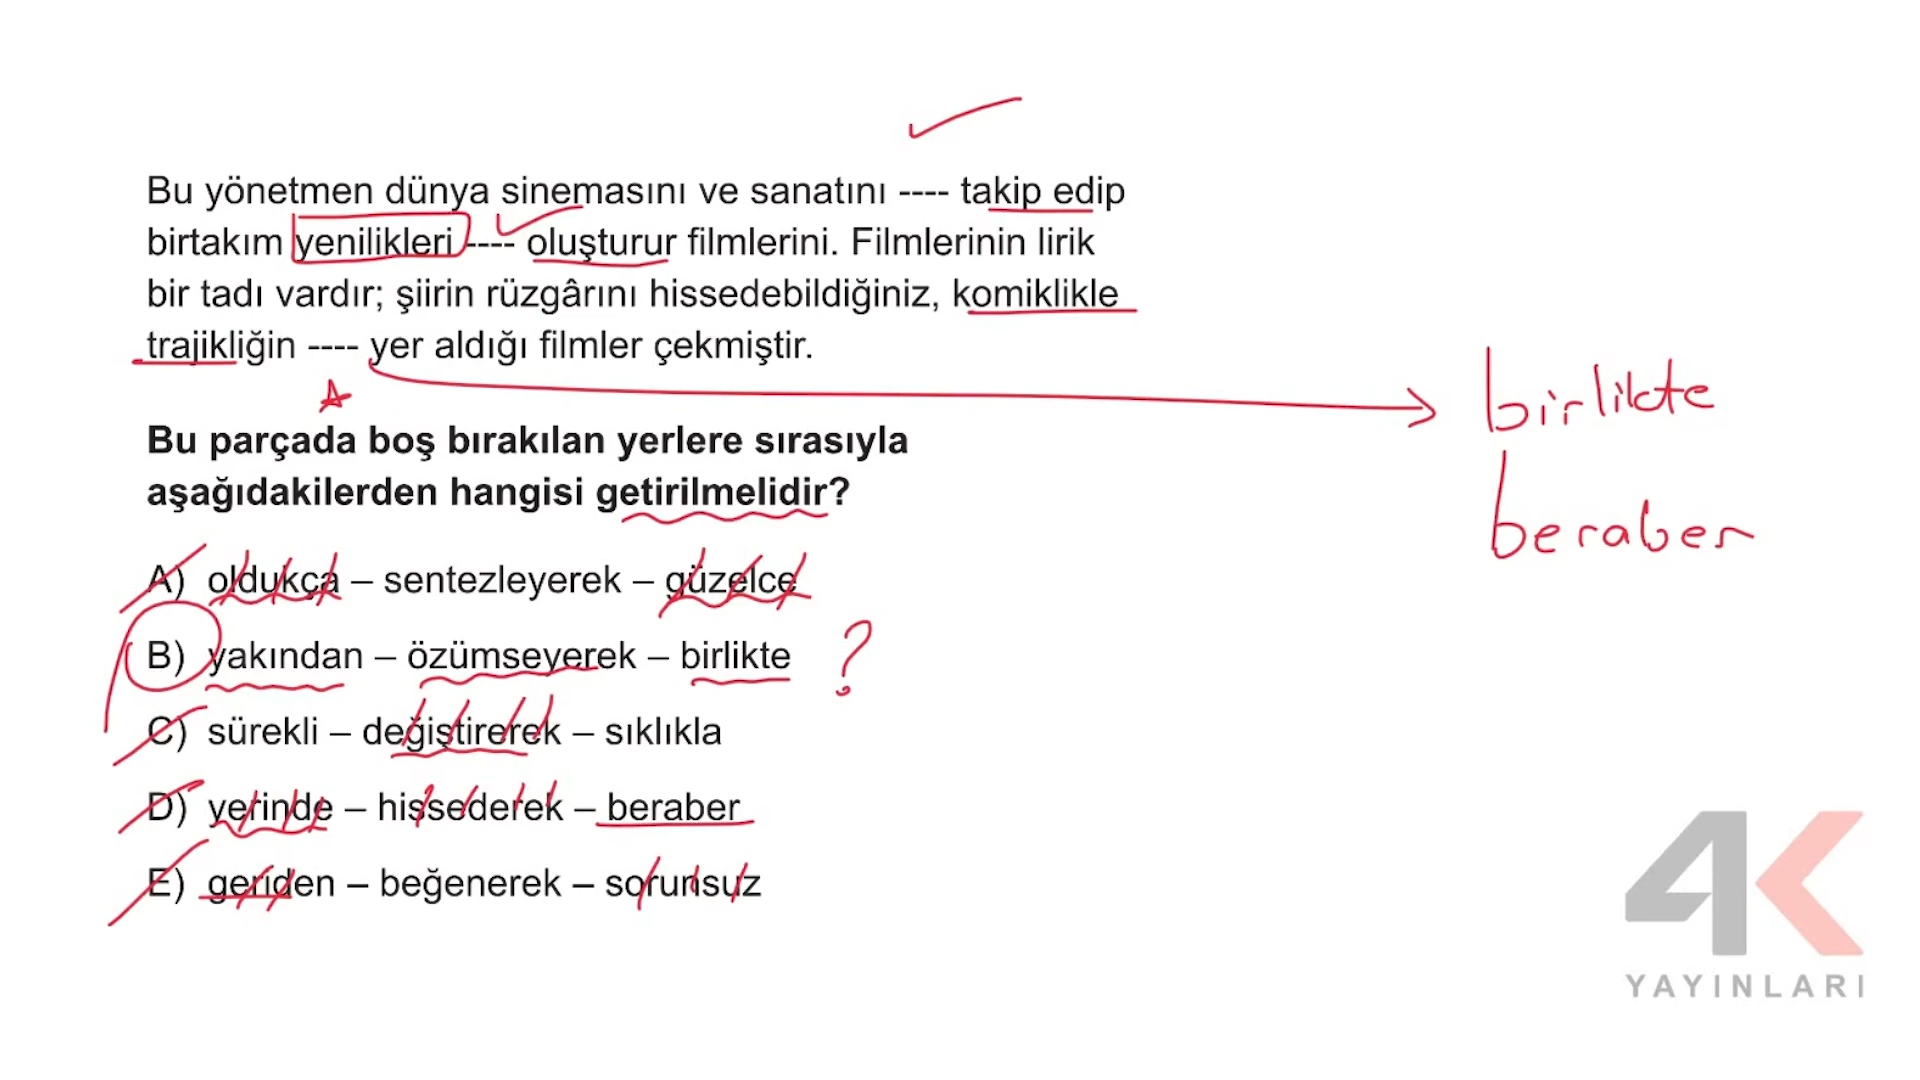 Bu yönetmen dünya sinemasını ve sanatını ---- takip edip
birtakım yenilikleri ---- oluşturur filmlerini. Filmlerinin lirik
bir tadı vardır; şiirin rüzgârını hissedebildiğiniz, komiklikle
trajikliğin ---- yer aldığı filmler çekmiştir.
birlikte
beraber
Bu parçada boş bırakılan yerlere sırasıyla
aşağıdakilerden hangisi getirilmelidir?
A) oldukça – sentezleyerek – güzelce
B) yakından – özümseyerek – birlikte ?
C) sürekli – değiştirerek – sıklıkla
D) yerinde – hissederek – beraber
E) geriden – beğenerek – sorunsuz
4K
YAYINLARI